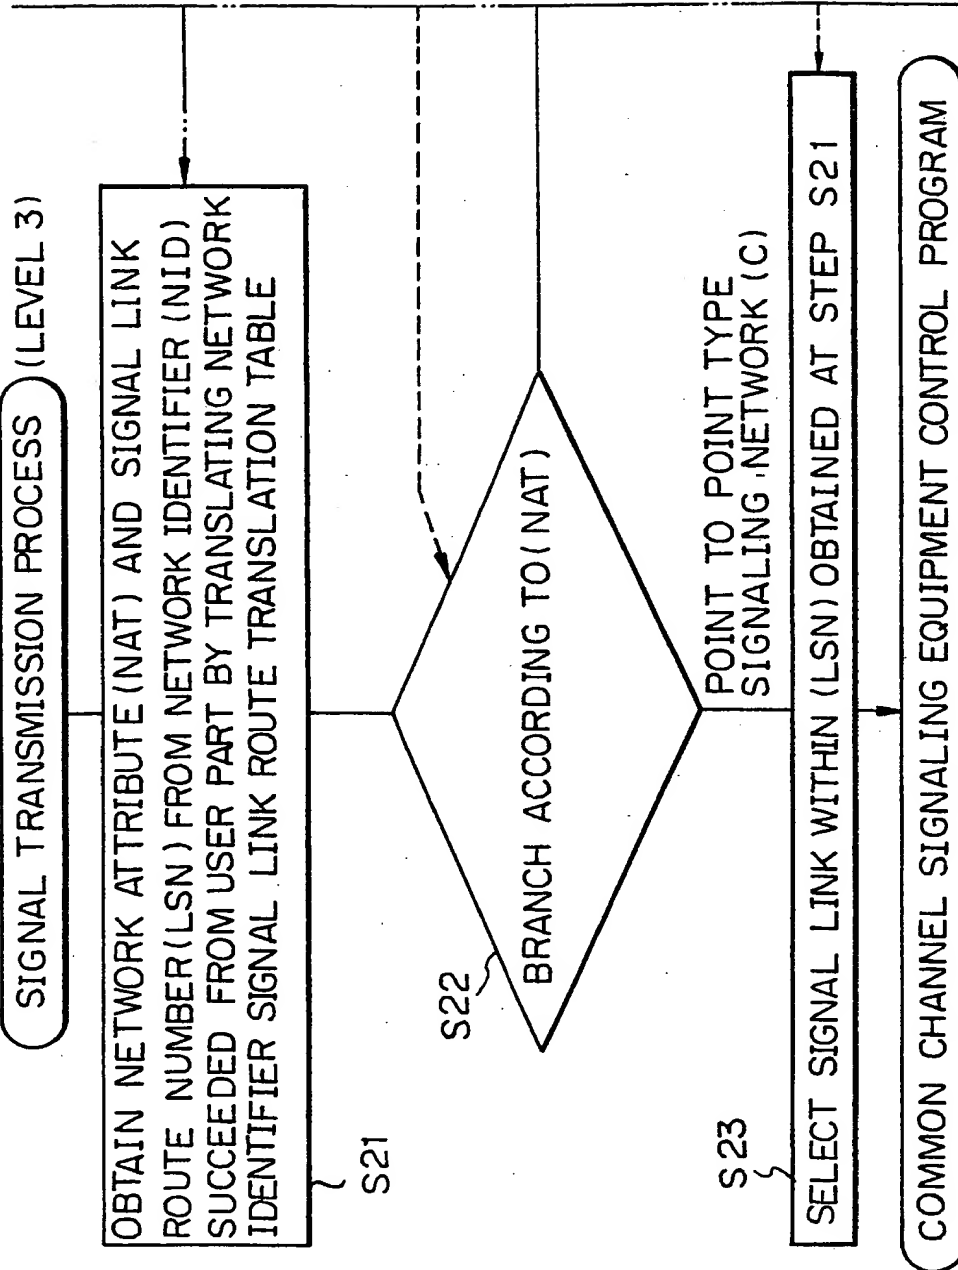 SIGNAL TRANSMISSION PROCESS (LEVEL 3)
OBTAIN NETWORK ATTRIBUTE (NAT) AND SIGNAL LINK
ROUTE NUMBER (LSN) FROM NETWORK IDENTIFIER (NID)
SUCCEEDED FROM USER PART BY TRANSLATING NETWORK
IDENTIFIER SIGNAL LINK ROUTE TRANSLATION TABLE
S21
S22
BRANCH ACCORDING TO (NAT)
POINT TO POINT TYPE
SIGNALING NETWORK (C)
S23
SELECT SIGNAL LINK WITHIN (LSN) OBTAINED AT STEP S21
COMMON CHANNEL SIGNALING EQUIPMENT CONTROL PROGRAM